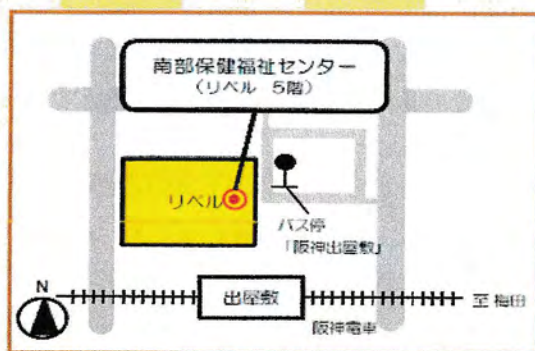 南部保健福祉センター
(リベル 5階)
リベル
バス停
「阪神出屋敷」
N
出屋敷
至 梅田
阪神電車